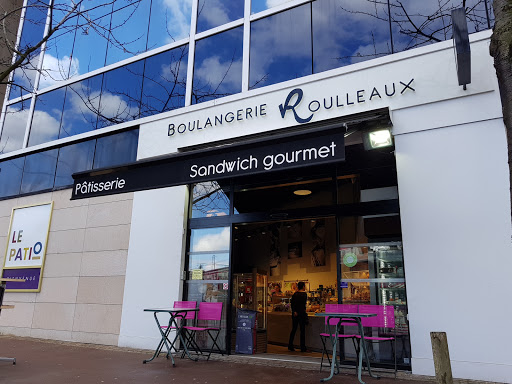 BOULANGERIE ROULLEAUX
Pâtisserie
Sandwich gourmet
LE
PATIO